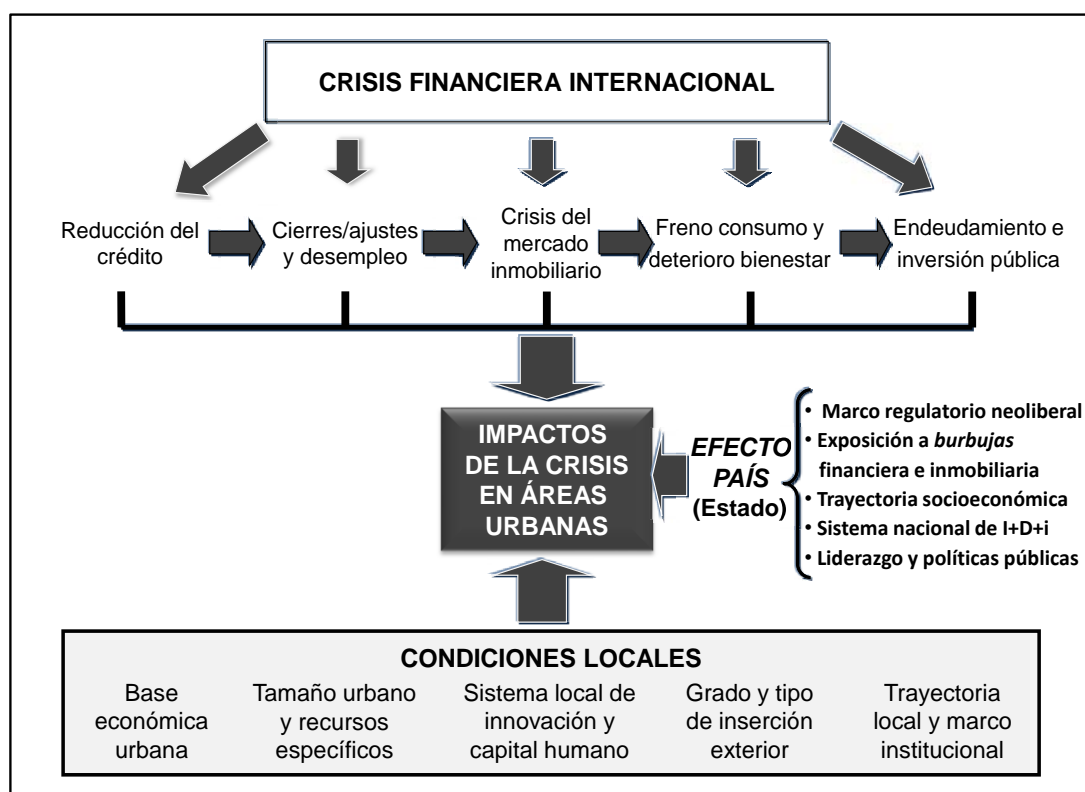 CRISIS FINANCIERA INTERNACIONAL
Reducción del
crédito
Cierres/ajustes
y desempleo
Crisis del
mercado
inmobiliario
Freno consumo y
deterioro bienestar
Endeudamiento e
inversión pública
IMPACTOS
DE LA CRISIS
EN ÁREAS
URBANAS
EFECTO
PAÍS
(Estado)
• Marco regulatorio neoliberal
• Exposición a burbujas
financiera e inmobiliaria
• Trayectoria socioeconómica
• Sistema nacional de I+D+i
• Liderazgo y políticas públicas
CONDICIONES LOCALES
Base
económica
urbana
Tamaño urbano
y recursos
específicos
Sistema local de
innovación y
capital humano
Grado y tipo
de inserción
exterior
Trayectoria
local y marco
institucional